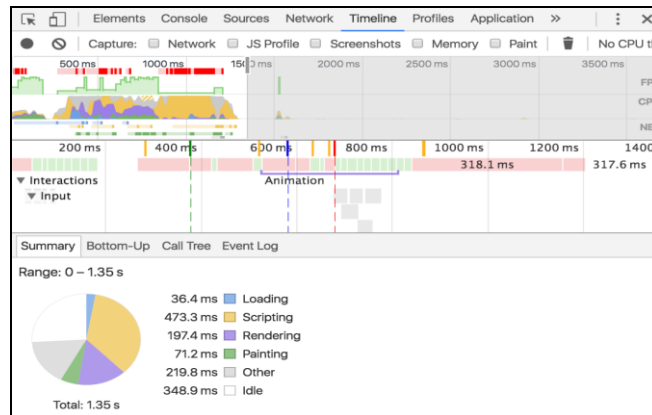 Elements Console Sources Network Timeline Profiles Application »
Capture: Network JS Profile Screenshots Memory Paint No CPU th
500 ms 1000 ms 1500 ms 2000 ms 2500 ms 3000 ms 3500 ms
FP
CP
NE
200 ms 400 ms 600 ms 800 ms 1000 ms 1200 ms 1400
318.1 ms 317.6 ms
▼ Interactions Animation
▼ Input
Summary Bottom-Up Call Tree Event Log
Range: 0 – 1.35 s
36.4 ms Loading
473.3 ms Scripting
197.4 ms Rendering
71.2 ms Painting
219.8 ms Other
348.9 ms Idle
Total: 1.35 s